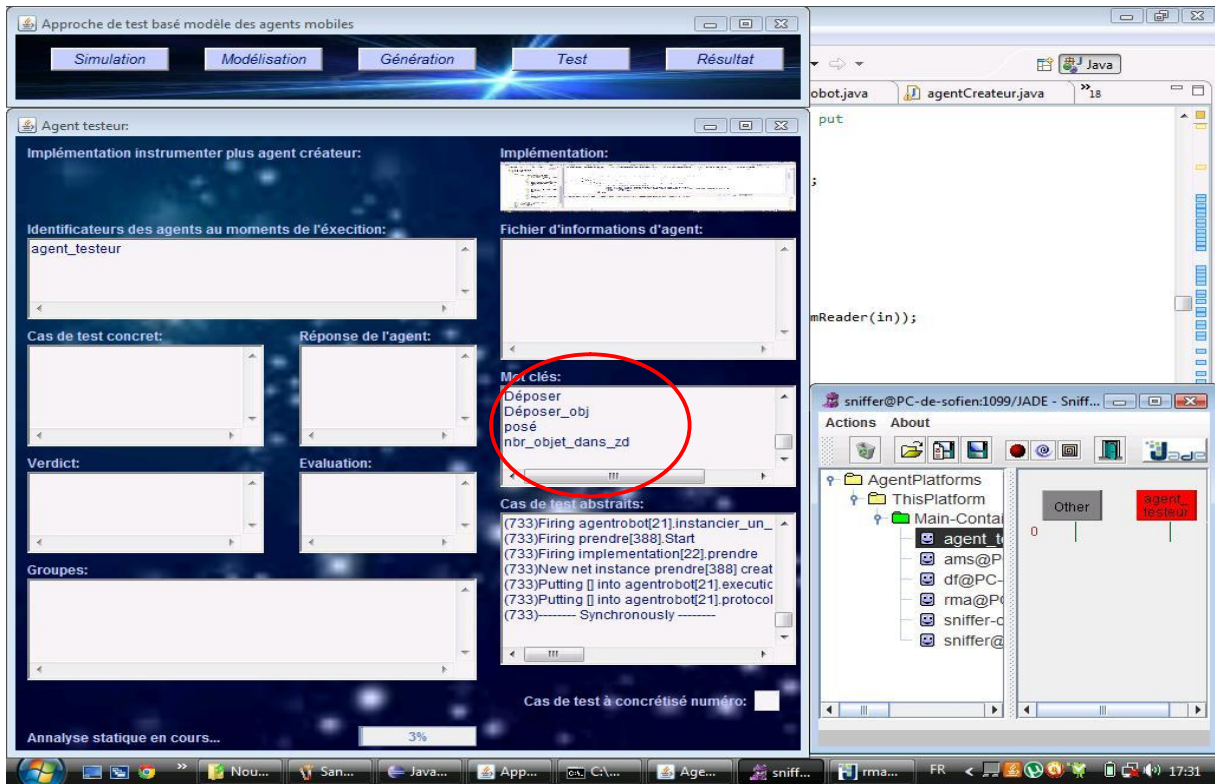 Approche de test basé modèle des agents mobiles
Simulation
Modélisation
Génération
Test
Résultat
Java
obot.java
agentCreateur.java
»18
put
;
mReader(in));
Agent testeur:
Implémentation instrumenter plus agent créateur:
Implémentation:
Identificateurs des agents au moments de l'éxecition:
agent_testeur
Fichier d'informations d'agent:
Cas de test concret:
Réponse de l'agent:
Mot clés:
Déposer
Déposer_obj
posé
nbr_objet_dans_zd
Verdict:
Evaluation:
Cas de test abstraits:
(733)Firing agentrobot[21].instancier_un_
(733)Firing prendre[388].Start
(733)Firing implementation[22].prendre
(733)New net instance prendre[388] creat
(733)Putting [] into agentrobot[21].executic
(733)Putting [] into agentrobot[21].protocol
(733)-------- Synchronously --------
Groupes:
Cas de test à concrétisé numéro:
Annalyse statique en cours...
3%
sniffer@PC-de-sofien:1099/JADE - Sniff...
Actions About
Jade
AgentPlatforms
ThisPlatform
Main-Contai
agent_te
ams@P
df@PC-
rma@P
sniffer-c
sniffer@
Other
agent_
testeur
0
Nou...
San...
Java...
App...
C:\...
Age...
sniff...
rma...
FR
17:31